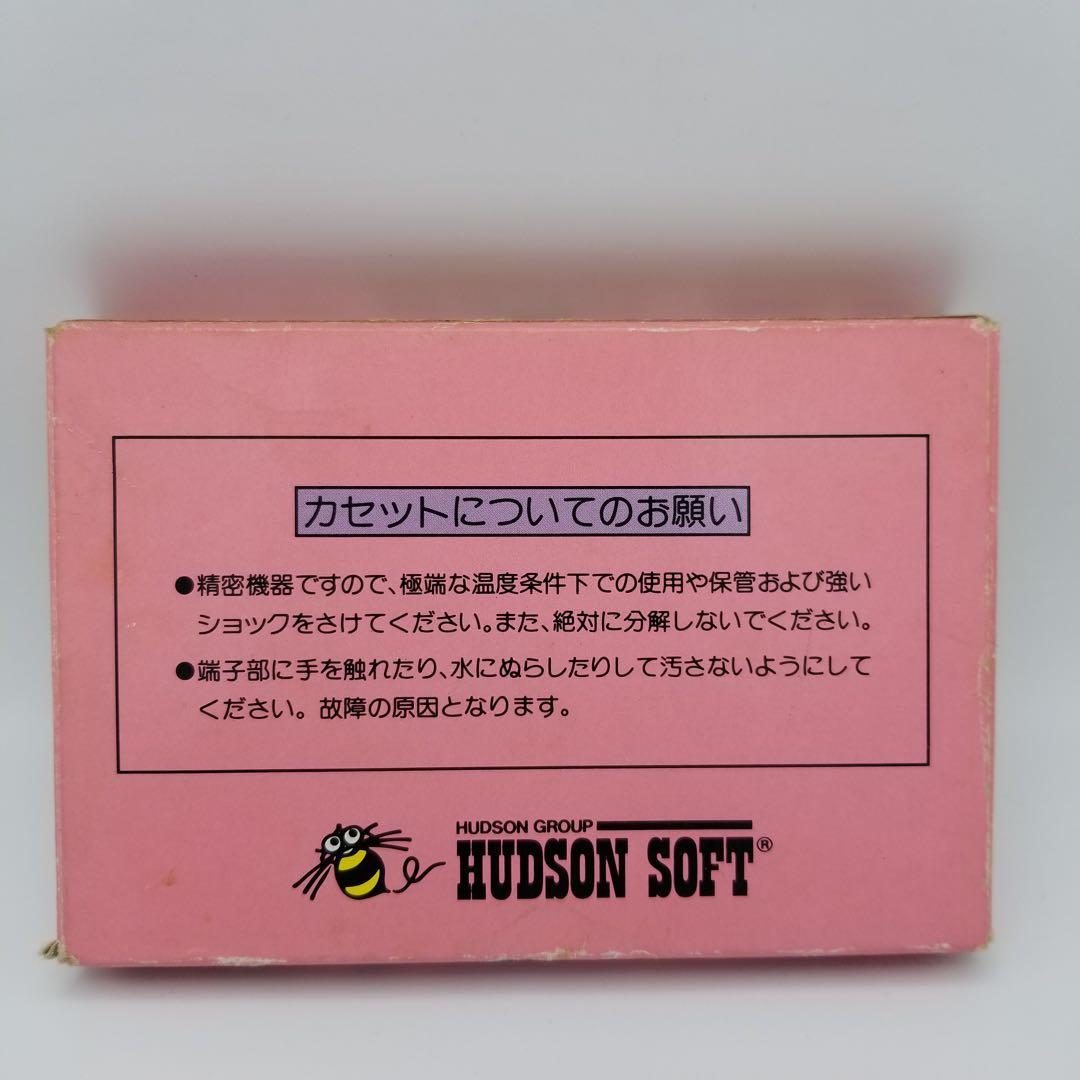 カセットについてのお願い
●精密機器ですので、極端な温度条件下での使用や保管および強い
ショックをさけてください。また、絶対に分解しないでください。
●端子部に手を触れたり、水にぬらしたりして汚さないようにして
ください。故障の原因となります。
HUDSON GROUP
HUDSON SOFT®